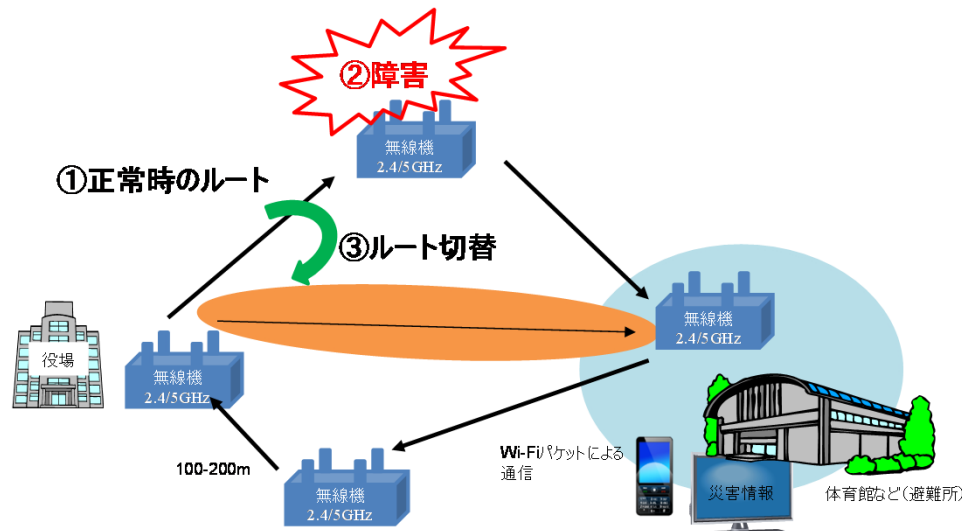 ②障害
無線機
2.4/5GHz
①正常時のルート
③ルート切替
無線機
2.4/5GHz
役場
無線機
2.4/5GHz
100-200m
無線機
2.4/5GHz
Wi-Fiパケットによる
通信
災害情報
体育館など(避難所)